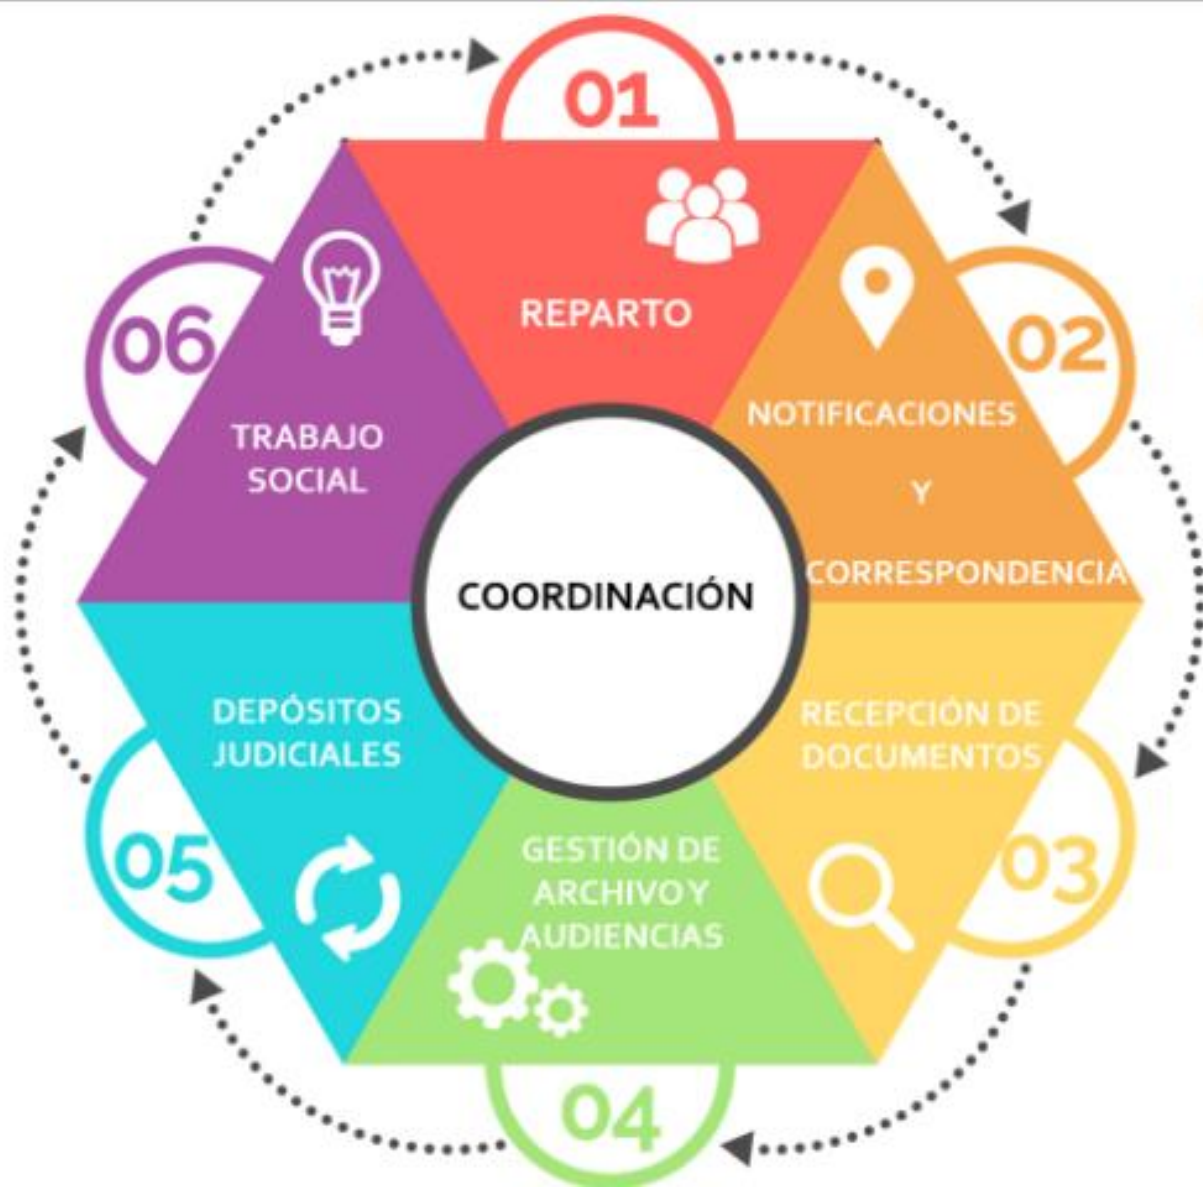 01
REPARTO
02
NOTIFICACIONES
Y
CORRESPONDENCIA
03
RECEPCIÓN DE
DOCUMENTOS
04
GESTIÓN DE
ARCHIVO Y
AUDIENCIAS
05
DEPÓSITOS
JUDICIALES
06
TRABAJO
SOCIAL
COORDINACIÓN